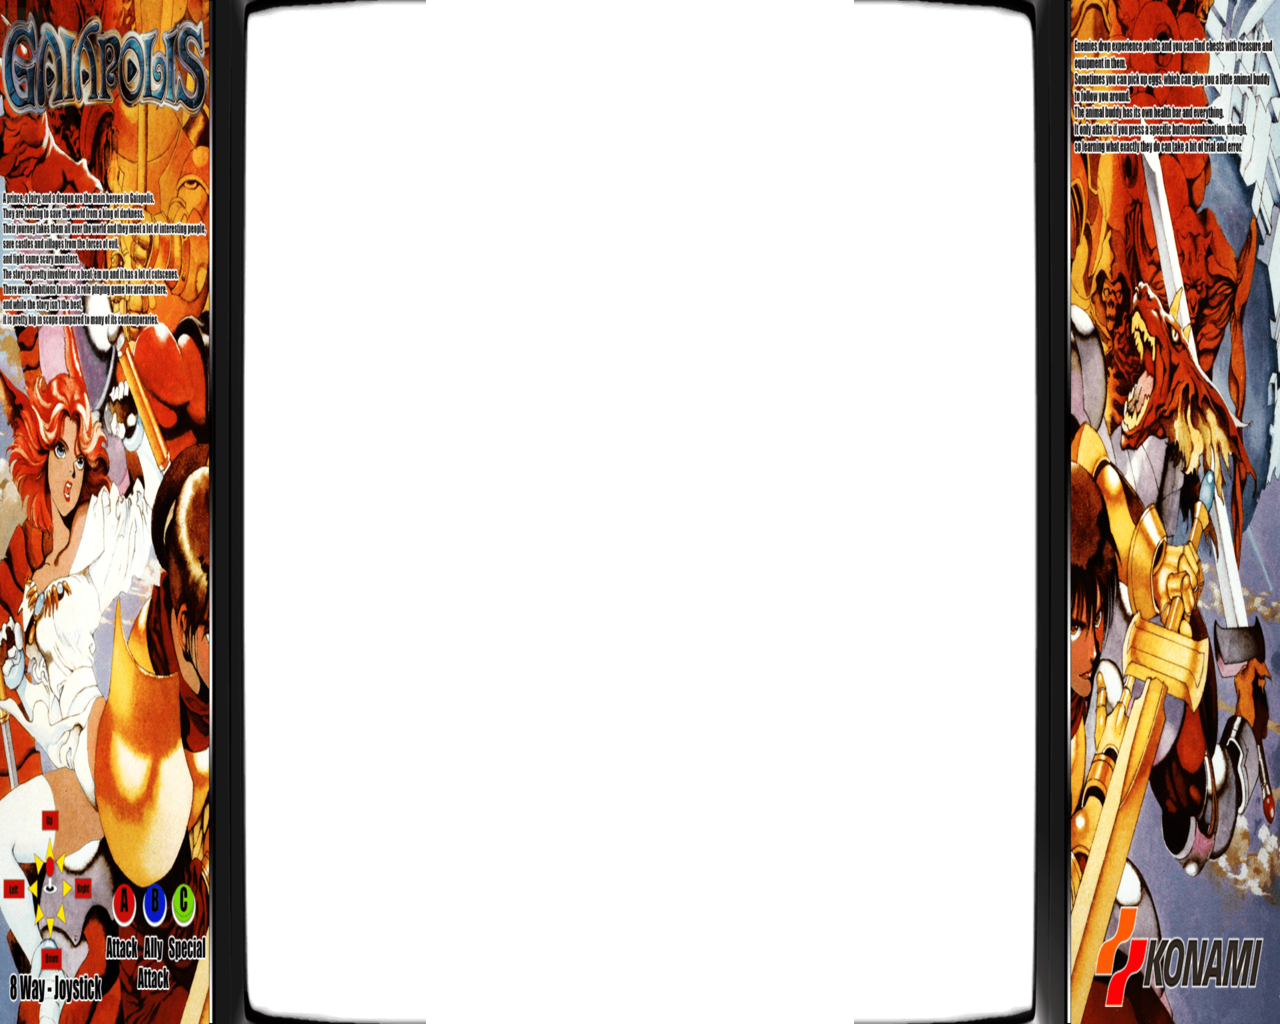 GAIAPOLIS
A prince, a fairy, and a dragon are the main heroes in Gaiapolis.
They are looking to save the world from a king of darkness.
Their journey takes them all over the world and they meet a lot of interesting people,
save castles and villages from the forces of evil,
and fight some scary monsters.
The story is pretty involved for a beat 'em up and it has a lot of cutscenes.
There were ambitions to make a role playing game for arcades here,
and while the story isn't the best,
it is pretty big in scope compared to many of its contemporaries.
Up
Left
Right
Down
8 Way - Joystick
A B C
Attack Ally Special
Attack
Enemies drop experience points and you can find chests with treasure and
equipment in them.
Sometimes you can pick up eggs, which can give you a little animal buddy
to follow you around.
The animal buddy has its own health bar and everything.
It only attacks if you press a specific button combination, though,
so learning what exactly they do can take a bit of trial and error.
KONAMI